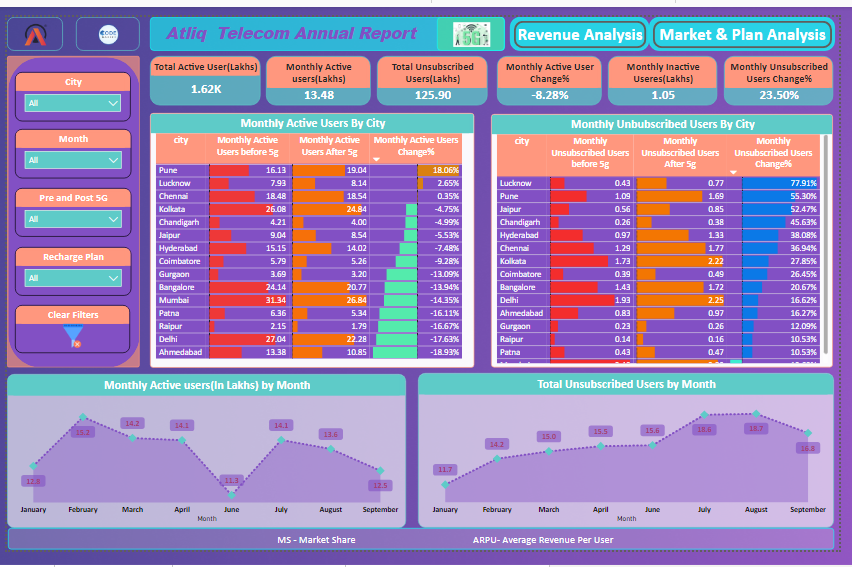 CODE
Atliq Telecom Annual Report
5G
Revenue Analysis
Market & Plan Analysis
Total Active User(Lakhs)
1.62K
Monthly Active
users(Lakhs)
13.48
Total Unsubscribed
Users(Lakhs)
125.90
Monthly Active User
Change%
-8.28%
Monthly Inactive
Useres(Lakhs)
1.05
Monthly Unsubscribed
Users Change%
23.50%
City
All
Month
All
Pre and Post 5G
All
Recharge Plan
All
Clear Filters
Monthly Active Users By City
city Monthly Active Users before 5g Monthly Active Users After 5g Monthly Active Users Change%
Pune 16.13 19.04 18.06%
Lucknow 7.93 8.14 2.65%
Chennai 18.48 18.54 0.35%
Kolkata 26.08 24.84 -4.75%
Chandigarh 4.21 4.00 -4.99%
Jaipur 9.04 8.54 -5.53%
Hyderabad 15.15 14.02 -7.48%
Coimbatore 5.79 5.26 -9.28%
Gurgaon 3.69 3.20 -13.09%
Bangalore 24.14 20.77 -13.94%
Mumbai 31.34 26.84 -14.35%
Patna 6.36 5.34 -16.11%
Raipur 2.15 1.79 -16.67%
Delhi 27.04 22.28 -17.63%
Ahmedabad 13.38 10.85 -18.93%
Monthly Unbubscribed Users By City
city Monthly Unsubscribed Users before 5g Monthly Unsubscribed Users After 5g Monthly Unsubscribed Users Change%
Lucknow 0.43 0.77 77.91%
Pune 1.09 1.69 55.30%
Jaipur 0.56 0.85 52.47%
Chandigarh 0.26 0.38 45.63%
Hyderabad 0.97 1.33 38.08%
Chennai 1.29 1.77 36.94%
Kolkata 1.73 2.22 27.85%
Coimbatore 0.39 0.49 26.45%
Bangalore 1.43 1.72 20.67%
Delhi 1.93 2.25 16.62%
Ahmedabad 0.83 0.97 16.27%
Gurgaon 0.23 0.26 12.09%
Raipur 0.14 0.16 10.53%
Patna 0.43 0.47 10.53%
Monthly Active users(In Lakhs) by Month
12.8 15.2 14.2 14.1 11.3 14.1 13.6 12.5
January February March April June July August September
Month
Total Unsubscribed Users by Month
11.7 14.2 15.0 15.5 15.6 18.6 18.7 16.8
January February March April June July August September
Month
MS - Market Share
ARPU- Average Revenue Per User